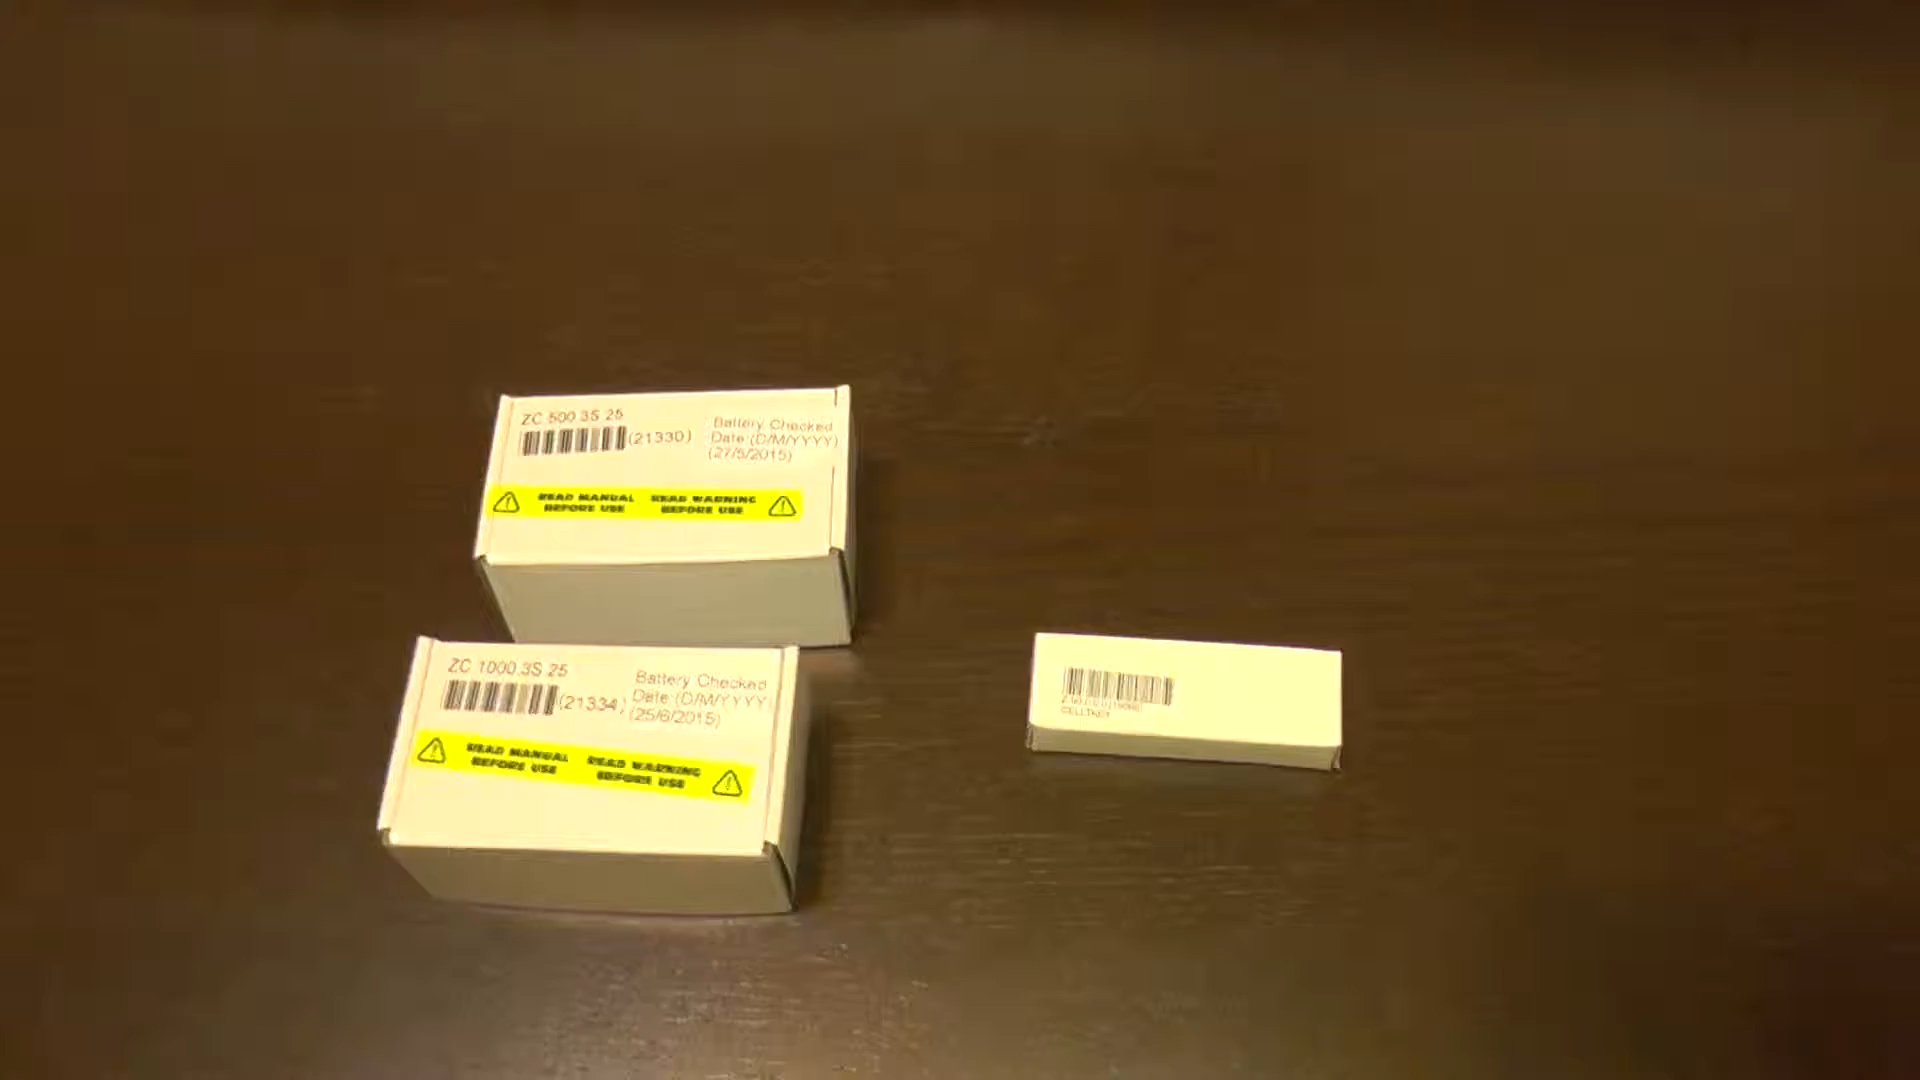 ZC.500.3S.25
(21330)
Battery Checked
Date:(D/M/YYYY)
(27/5/2015)
READ MANUAL
BEFORE USE
READ WARNING
BEFORE USE
ZC.1000.3S.25
(21334)
Battery Checked
Date:(D/M/YYYY)
(25/6/2015)
READ MANUAL
BEFORE USE
READ WARNING
BEFORE USE